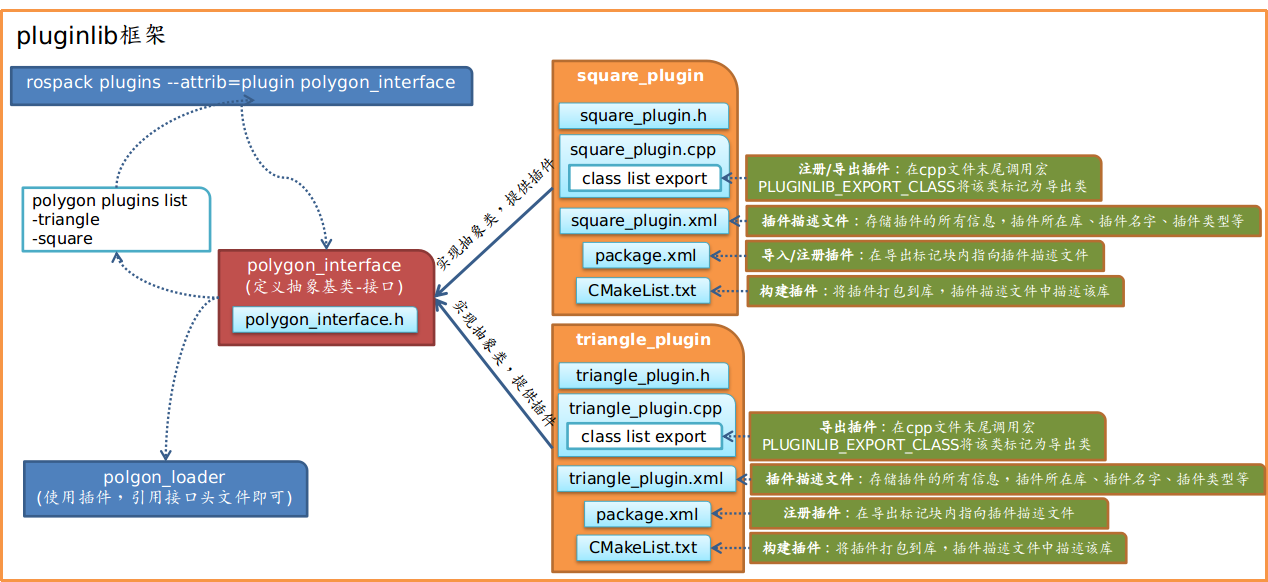 pluginlib框架
rospack plugins --attrib=plugin polygon_interface
polygon plugins list
-triangle
-square
polygon_interface
(定义抽象基类-接口)
polygon_interface.h
polgon_loader
(使用插件，引用接口头文件即可)
实现抽象类，提供插件
实现抽象类，提供插件
square_plugin
square_plugin.h
square_plugin.cpp
class list export
square_plugin.xml
package.xml
CMakeList.txt
注册/导出插件：在cpp文件末尾调用宏
PLUGINLIB_EXPORT_CLASS将该类标记为导出类
插件描述文件：存储插件的所有信息，插件所在库、插件名字、插件类型等
导入/注册插件：在导出标记块内指向插件描述文件
构建插件：将插件打包到库，插件描述文件中描述该库
triangle_plugin
triangle_plugin.h
triangle_plugin.cpp
class list export
triangle_plugin.xml
package.xml
CMakeList.txt
导出插件：在cpp文件末尾调用宏
PLUGINLIB_EXPORT_CLASS将该类标记为导出类
插件描述文件：存储插件的所有信息，插件所在库、插件名字、插件类型等
注册插件：在导出标记块内指向插件描述文件
构建插件：将插件打包到库，插件描述文件中描述该库